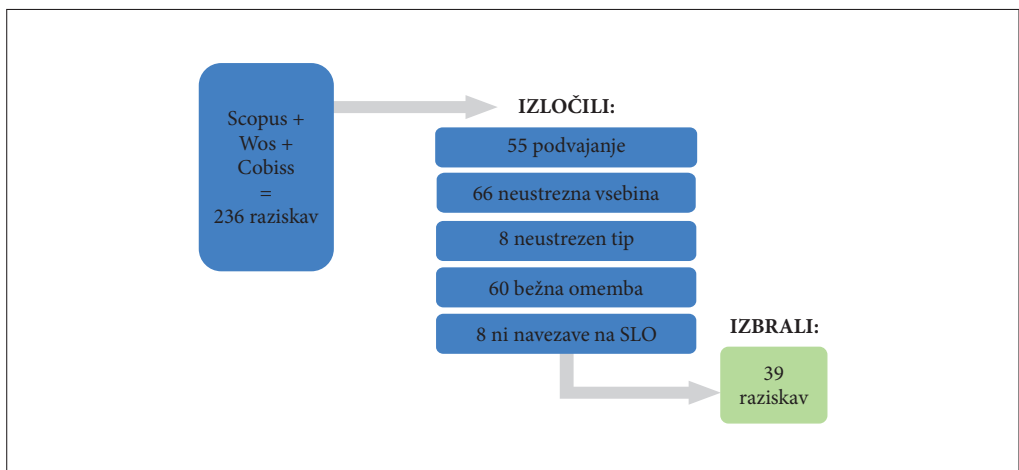 Scopus +
Wos +
Cobiss
=
236 raziskav
IZLOČILI:
55 podvajanje
66 neustrezna vsebina
8 neustrezen tip
60 bežna omemba
8 ni navezave na SLO
IZBRALI:
39
raziskav